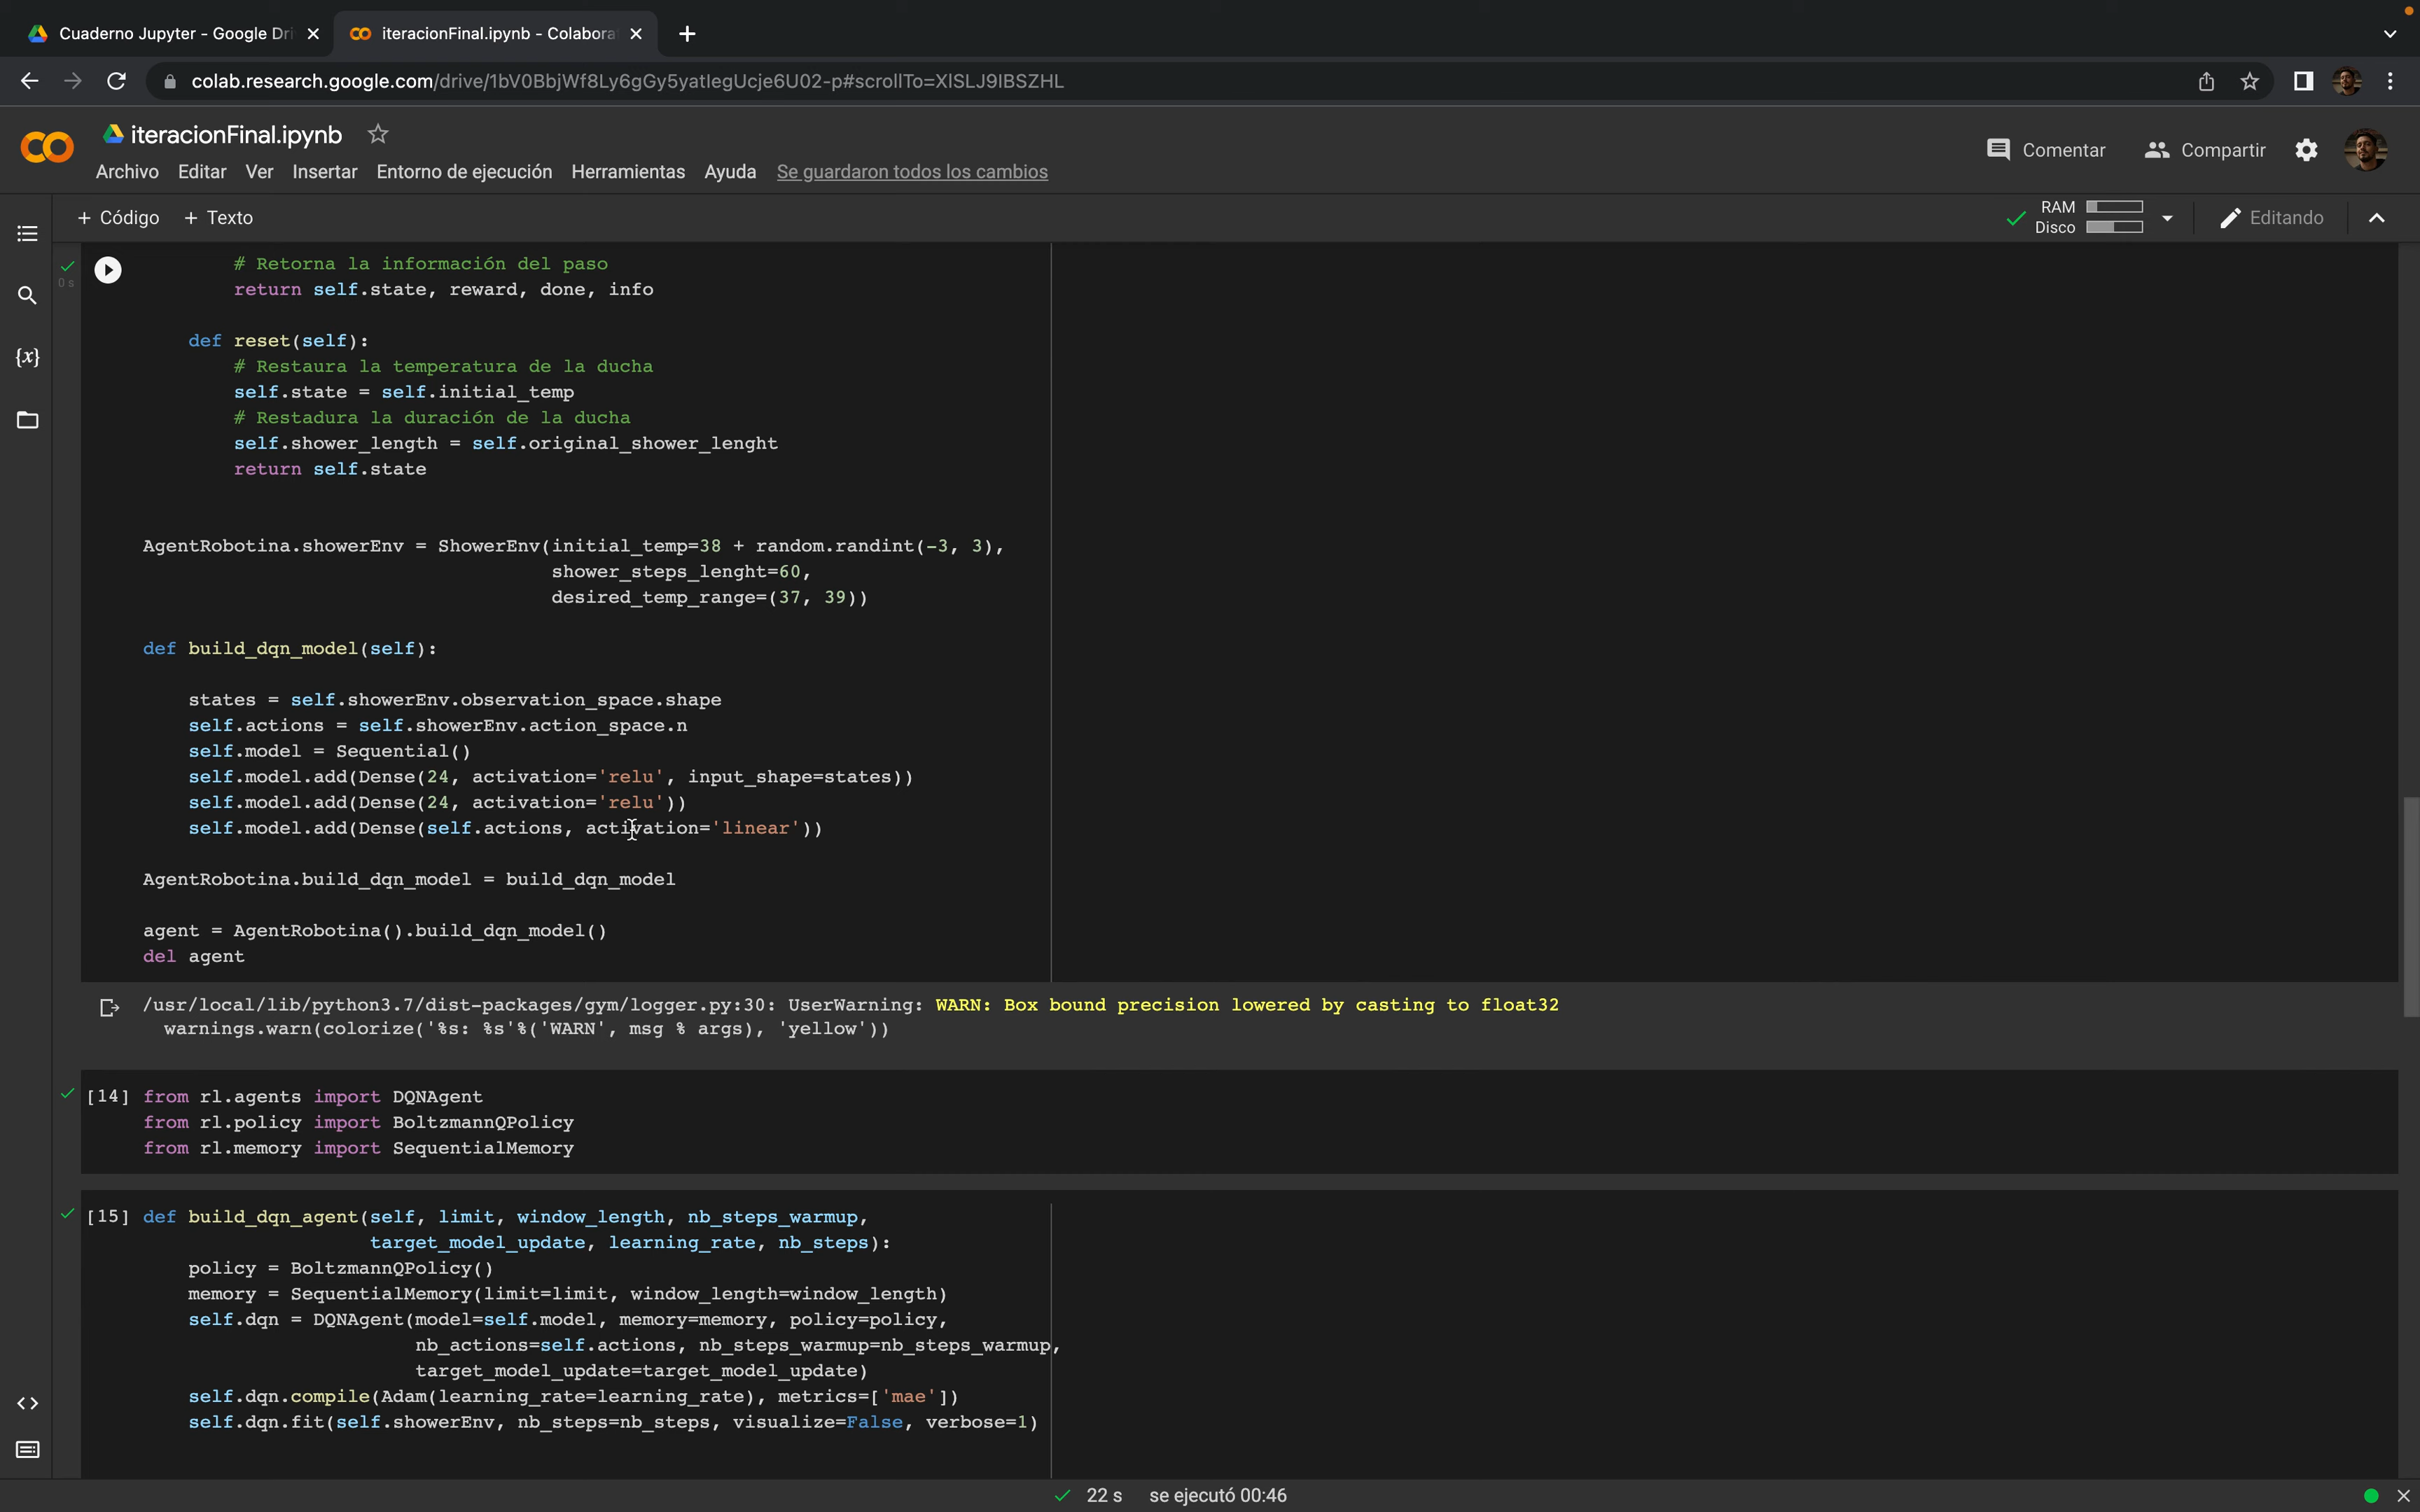 Cuaderno Jupyter - Google Dri
iteracionFinal.ipynb - Colabora
colab.research.google.com/drive/1bV0BbjWf8Ly6gGy5yatIegUcje6U02-p#scrollTo=XlSLJ9IBSZHL
iteracionFinal.ipynb
Comentar
Compartir
Archivo Editar Ver Insertar Entorno de ejecución Herramientas Ayuda Se guardaron todos los cambios
+ Código + Texto
RAM
Disco
Editando
0 s
# Retorna la información del paso
return self.state, reward, done, info
def reset(self):
# Restaura la temperatura de la ducha
self.state = self.initial_temp
# Restadura la duración de la ducha
self.shower_length = self.original_shower_lenght
return self.state
AgentRobotina.showerEnv = ShowerEnv(initial_temp=38 + random.randint(-3, 3),
shower_steps_lenght=60,
desired_temp_range=(37, 39))
def build_dqn_model(self):
states = self.showerEnv.observation_space.shape
self.actions = self.showerEnv.action_space.n
self.model = Sequential()
self.model.add(Dense(24, activation='relu', input_shape=states))
self.model.add(Dense(24, activation='relu'))
self.model.add(Dense(self.actions, activation='linear'))
AgentRobotina.build_dqn_model = build_dqn_model
agent = AgentRobotina().build_dqn_model()
del agent
/usr/local/lib/python3.7/dist-packages/gym/logger.py:30: UserWarning: WARN: Box bound precision lowered by casting to float32
warnings.warn(colorize('%s: %s'%('WARN', msg % args), 'yellow'))
[14] from rl.agents import DQNAgent
from rl.policy import BoltzmannQPolicy
from rl.memory import SequentialMemory
[15] def build_dqn_agent(self, limit, window_length, nb_steps_warmup,
target_model_update, learning_rate, nb_steps):
policy = BoltzmannQPolicy()
memory = SequentialMemory(limit=limit, window_length=window_length)
self.dqn = DQNAgent(model=self.model, memory=memory, policy=policy,
nb_actions=self.actions, nb_steps_warmup=nb_steps_warmup,
target_model_update=target_model_update)
self.dqn.compile(Adam(learning_rate=learning_rate), metrics=['mae'])
self.dqn.fit(self.showerEnv, nb_steps=nb_steps, visualize=False, verbose=1)
22 s se ejecutó 00:46